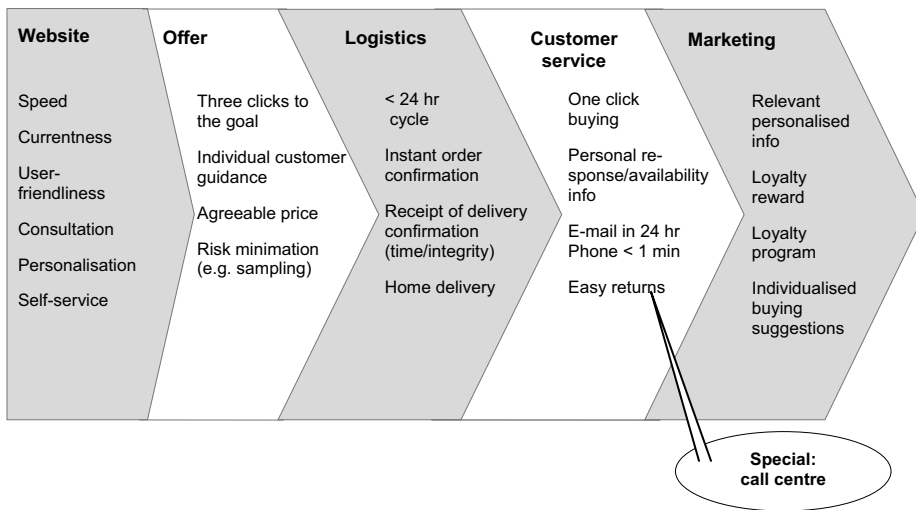 Website
Speed
Currentness
User-
friendliness
Consultation
Personalisation
Self-service
Offer
Three clicks to
the goal
Individual customer
guidance
Agreeable price
Risk minimation
(e.g. sampling)
Logistics
< 24 hr
cycle
Instant order
confirmation
Receipt of delivery
confirmation
(time/integrity)
Home delivery
Customer
service
One click
buying
Personal re-
sponse/availability
info
E-mail in 24 hr
Phone < 1 min
Easy returns
Marketing
Relevant
personalised
info
Loyalty
reward
Loyalty
program
Individualised
buying
suggestions
Special:
call centre